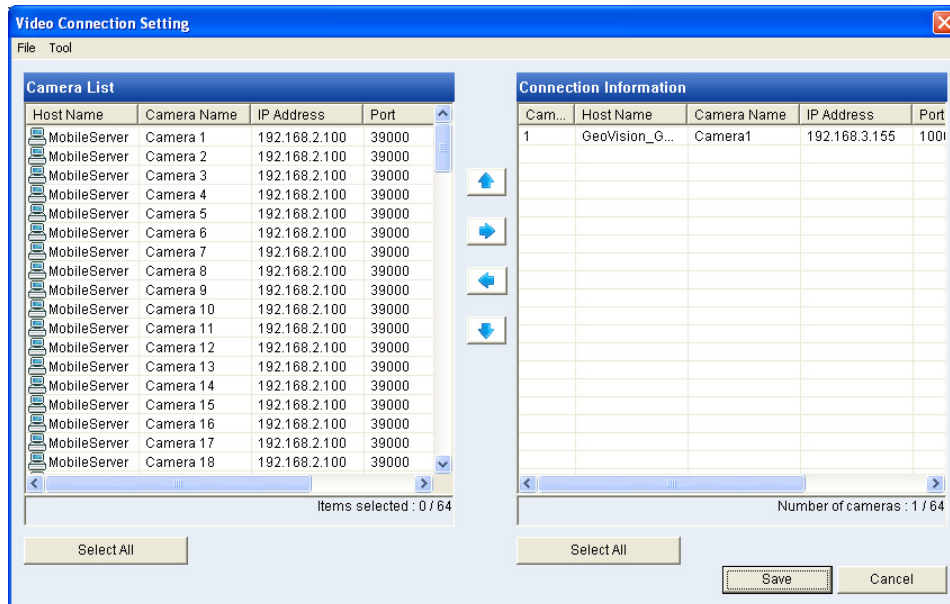 Video Connection Setting
File Tool
Camera List
Host Name Camera Name IP Address Port
MobileServer Camera 1 192.168.2.100 39000
MobileServer Camera 2 192.168.2.100 39000
MobileServer Camera 3 192.168.2.100 39000
MobileServer Camera 4 192.168.2.100 39000
MobileServer Camera 5 192.168.2.100 39000
MobileServer Camera 6 192.168.2.100 39000
MobileServer Camera 7 192.168.2.100 39000
MobileServer Camera 8 192.168.2.100 39000
MobileServer Camera 9 192.168.2.100 39000
MobileServer Camera 10 192.168.2.100 39000
MobileServer Camera 11 192.168.2.100 39000
MobileServer Camera 12 192.168.2.100 39000
MobileServer Camera 13 192.168.2.100 39000
MobileServer Camera 14 192.168.2.100 39000
MobileServer Camera 15 192.168.2.100 39000
MobileServer Camera 16 192.168.2.100 39000
MobileServer Camera 17 192.168.2.100 39000
MobileServer Camera 18 192.168.2.100 39000
Items selected : 0 / 64
Select All
Connection Information
Cam... Host Name Camera Name IP Address Port
1 GeoVision_G... Camera1 192.168.3.155
Number of cameras : 1 / 64
Select All
Save Cancel